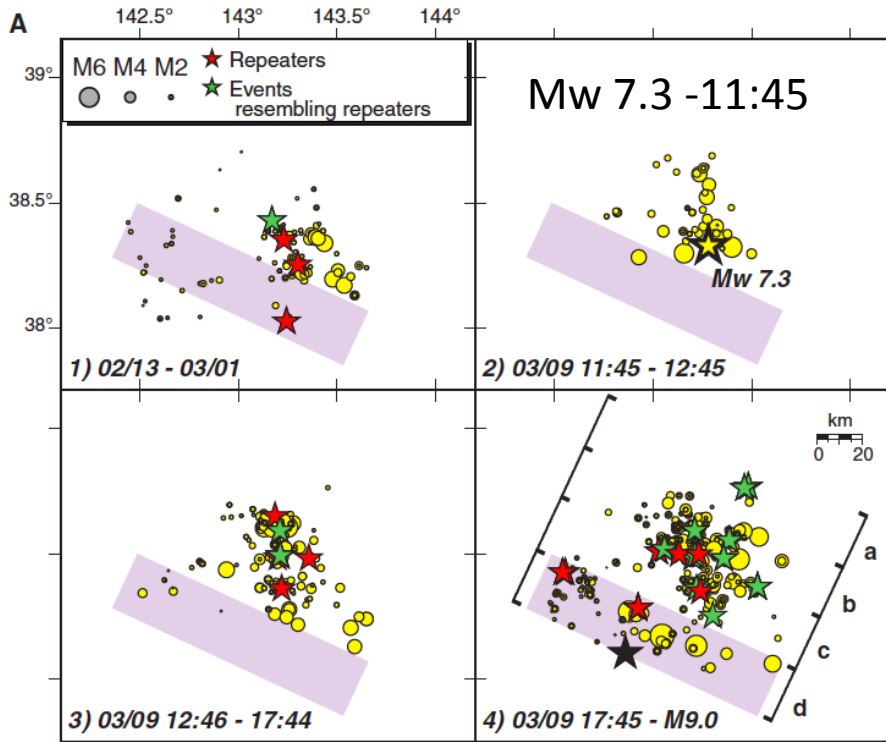 142.5° 143° 143.5° 144°
A
39°
M6 M4 M2
Repeaters
Events
resembling repeaters
Mw 7.3 -11:45
38.5°
Mw 7.3
38°
1) 02/13 - 03/01
2) 03/09 11:45 - 12:45
km
0 20
a
b
c
d
3) 03/09 12:46 - 17:44
4) 03/09 17:45 - M9.0